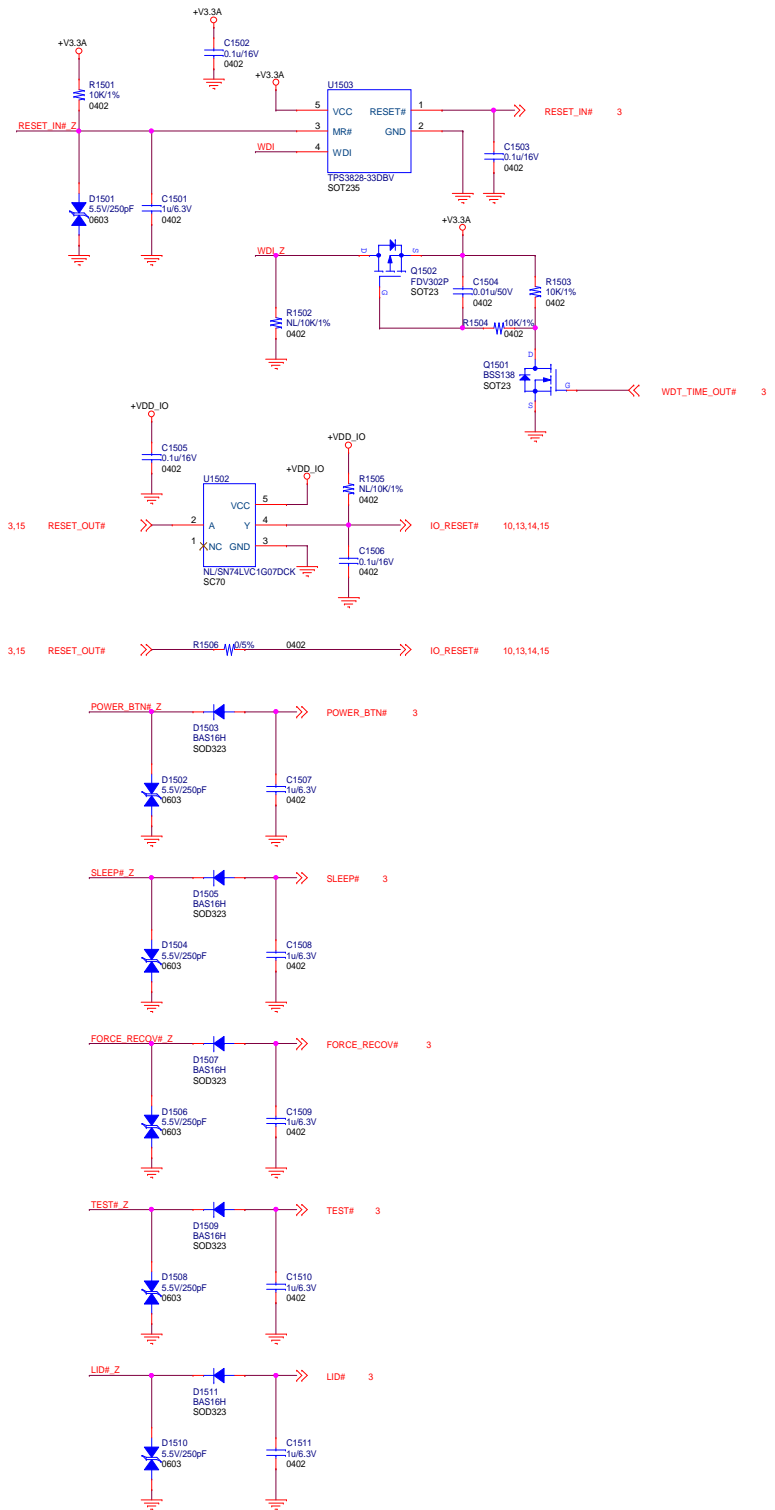 +V3.3A
C1502
0.1u/16V
0402
+V3.3A
R1501
10K/1%
0402
RESET_IN#_Z
D1501
5.5V/250pF
0603
C1501
1u/6.3V
0402
+V3.3A
U1503
5 VCC RESET# 1
3 MR# GND 2
4 WDI
WDI
TPS3828-33DBV
SOT235
RESET_IN# 3
C1503
0.1u/16V
0402
+V3.3A
WDI_Z
D S
G
Q1502
FDV302P
SOT23
R1502
NL/10K/1%
0402
C1504
0.01u/50V
0402
R1503
10K/1%
0402
R1504 10K/1%
0402
Q1501
BSS138
SOT23
D
G
S
WDT_TIME_OUT# 3
+VDD_IO
C1505
0.1u/16V
0402
U1502
+VDD_IO
VCC 5
2 A Y 4
1 NC GND 3
NL/SN74LVC1G07DCK
SC70
+VDD_IO
R1505
NL/10K/1%
0402
3,15 RESET_OUT#
IO_RESET# 10,13,14,15
C1506
0.1u/16V
0402
3,15 RESET_OUT#
R1506 0/5% 0402
IO_RESET# 10,13,14,15
POWER_BTN#_Z
POWER_BTN# 3
D1503
BAS16H
SOD323
D1502
5.5V/250pF
0603
C1507
1u/6.3V
0402
SLEEP#_Z
SLEEP# 3
D1505
BAS16H
SOD323
D1504
5.5V/250pF
0603
C1508
1u/6.3V
0402
FORCE_RECOV#_Z
FORCE_RECOV# 3
D1507
BAS16H
SOD323
D1506
5.5V/250pF
0603
C1509
1u/6.3V
0402
TEST#_Z
TEST# 3
D1509
BAS16H
SOD323
D1508
5.5V/250pF
0603
C1510
1u/6.3V
0402
LID#_Z
LID# 3
D1511
BAS16H
SOD323
D1510
5.5V/250pF
0603
C1511
1u/6.3V
0402